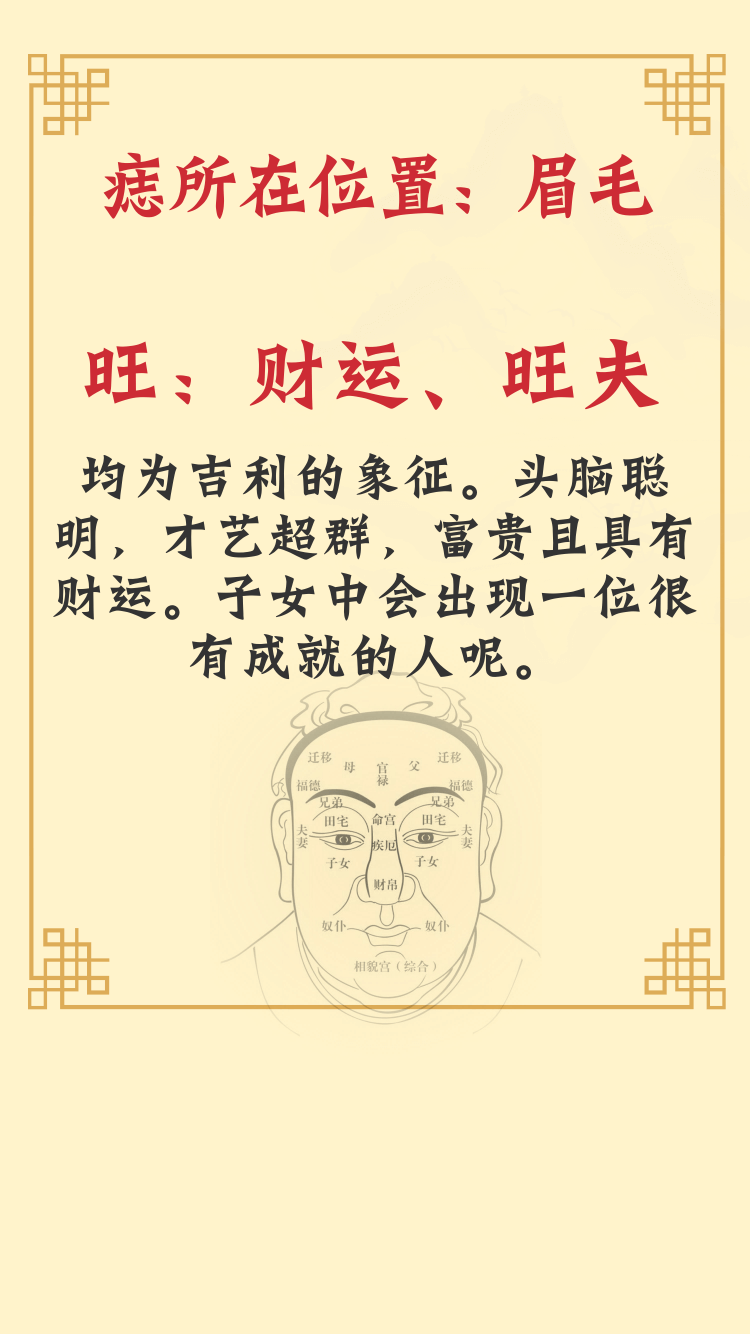 痣所在位置：眉毛
旺：财运、旺夫
均为吉利的象征。头脑聪
明，才艺超群，富贵且具有
财运。子女中会出现一位很
有成就的人呢。
迁移 母 官禄 父 迁移
福德 福德
兄弟 兄弟
田宅 命宫 田宅
夫妻 疾厄 夫妻
子女 子女
财帛
奴仆 奴仆
相貌宫（综合）